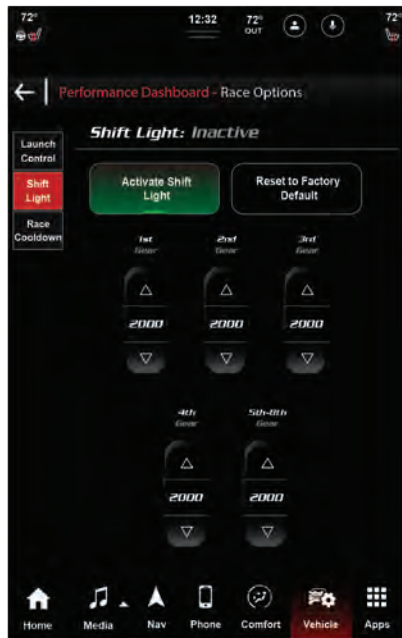 72°
12:32
72°
OUT
72°
Performance Dashboard - Race Options
Launch
Control
Shift
Light
Race
Cooldown
Shift Light: Inactive
Activate Shift
Light
Reset to Factory
Default
1st
Gear
2nd
Gear
3rd
Gear
2000
2000
2000
4th
Gear
5th-8th
Gear
2000
2000
Home
Media
Nav
Phone
Comfort
Vehicle
Apps